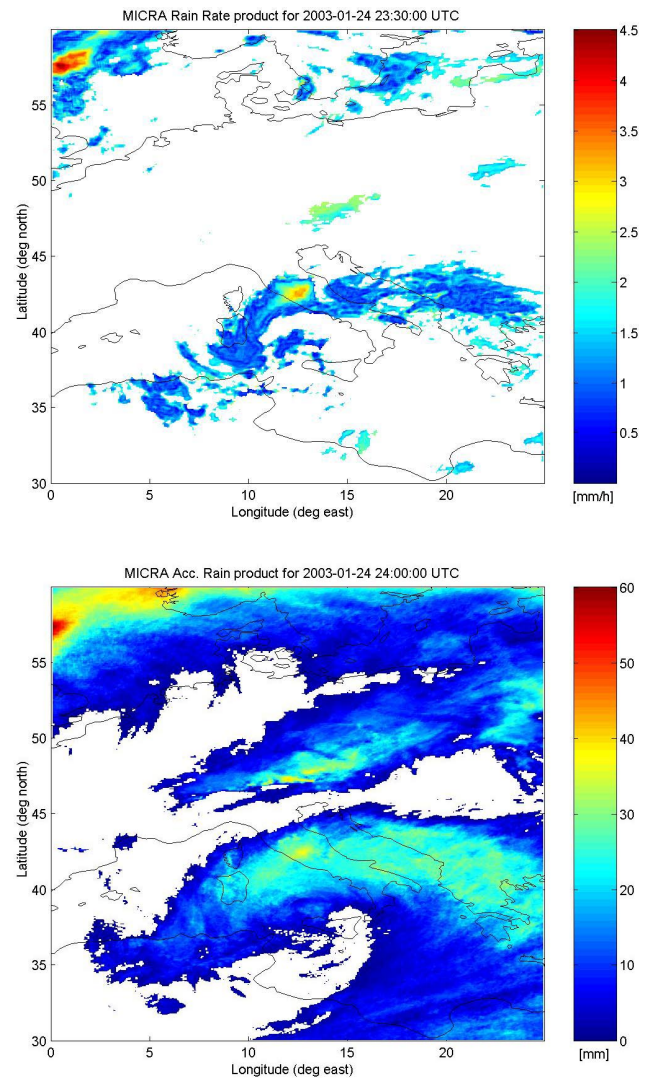 MICRA Rain Rate product for 2003-01-24 23:30:00 UTC
4.5
4
3.5
3
2.5
2
1.5
1
0.5
[mm/h]
55
50
45
40
35
30
Latitude (deg north)
0 5 10 15 20
Longitude (deg east)
MICRA Acc. Rain product for 2003-01-24 24:00:00 UTC
60
50
40
30
20
10
0
[mm]
55
50
45
40
35
30
Latitude (deg north)
0 5 10 15 20
Longitude (deg east)